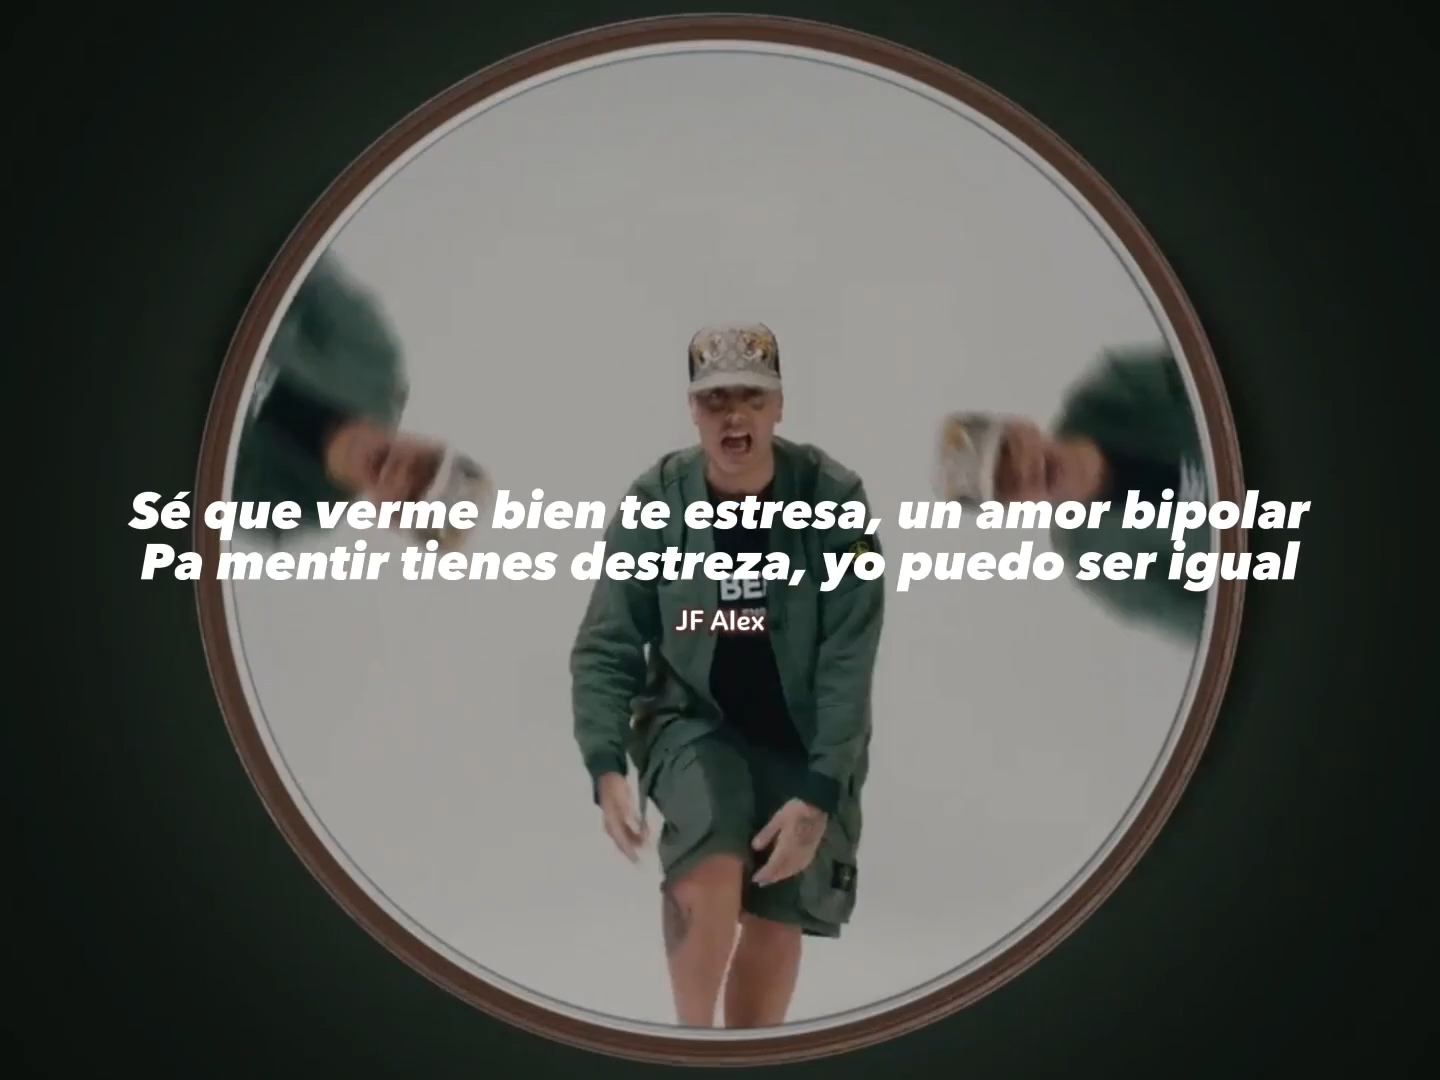 Sé que verme bien te estresa, un amor bipolar
Pa mentir tienes destreza, yo puedo ser igual
BE
JF Alex